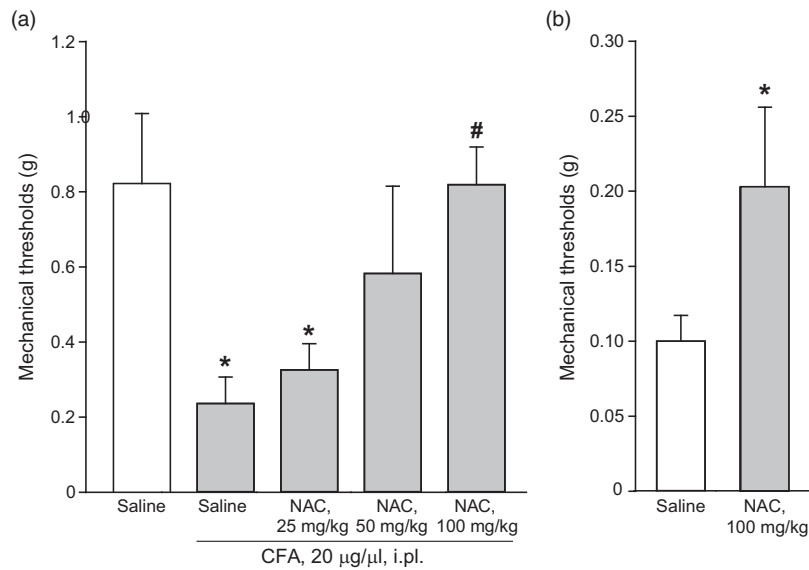 (a)
Mechanical thresholds (g)
1.2
1.0
0.8
0.6
0.4
0.2
0
*
*
#
Saline
Saline
NAC,
25 mg/kg
NAC,
50 mg/kg
NAC,
100 mg/kg
CFA, 20 μg/μl, i.pl.
(b)
Mechanical thresholds (g)
0.30
0.25
0.20
0.15
0.10
0.05
0
*
Saline
NAC,
100 mg/kg